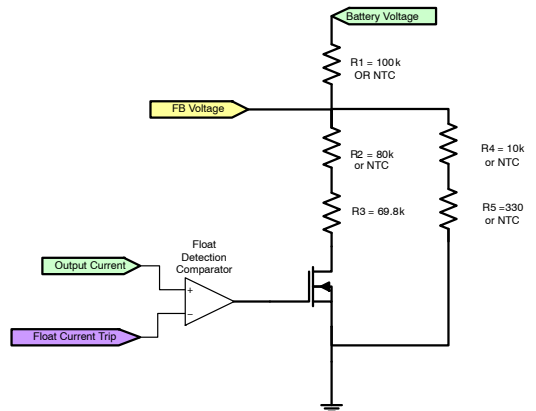 Battery Voltage
R1 = 100k
OR NTC
FB Voltage
R2 = 80k
or NTC
R4 = 10k
or NTC
R3 = 69.8k
R5 =330
or NTC
Float
Detection
Comparator
Output Current
+
−
Float Current Trip